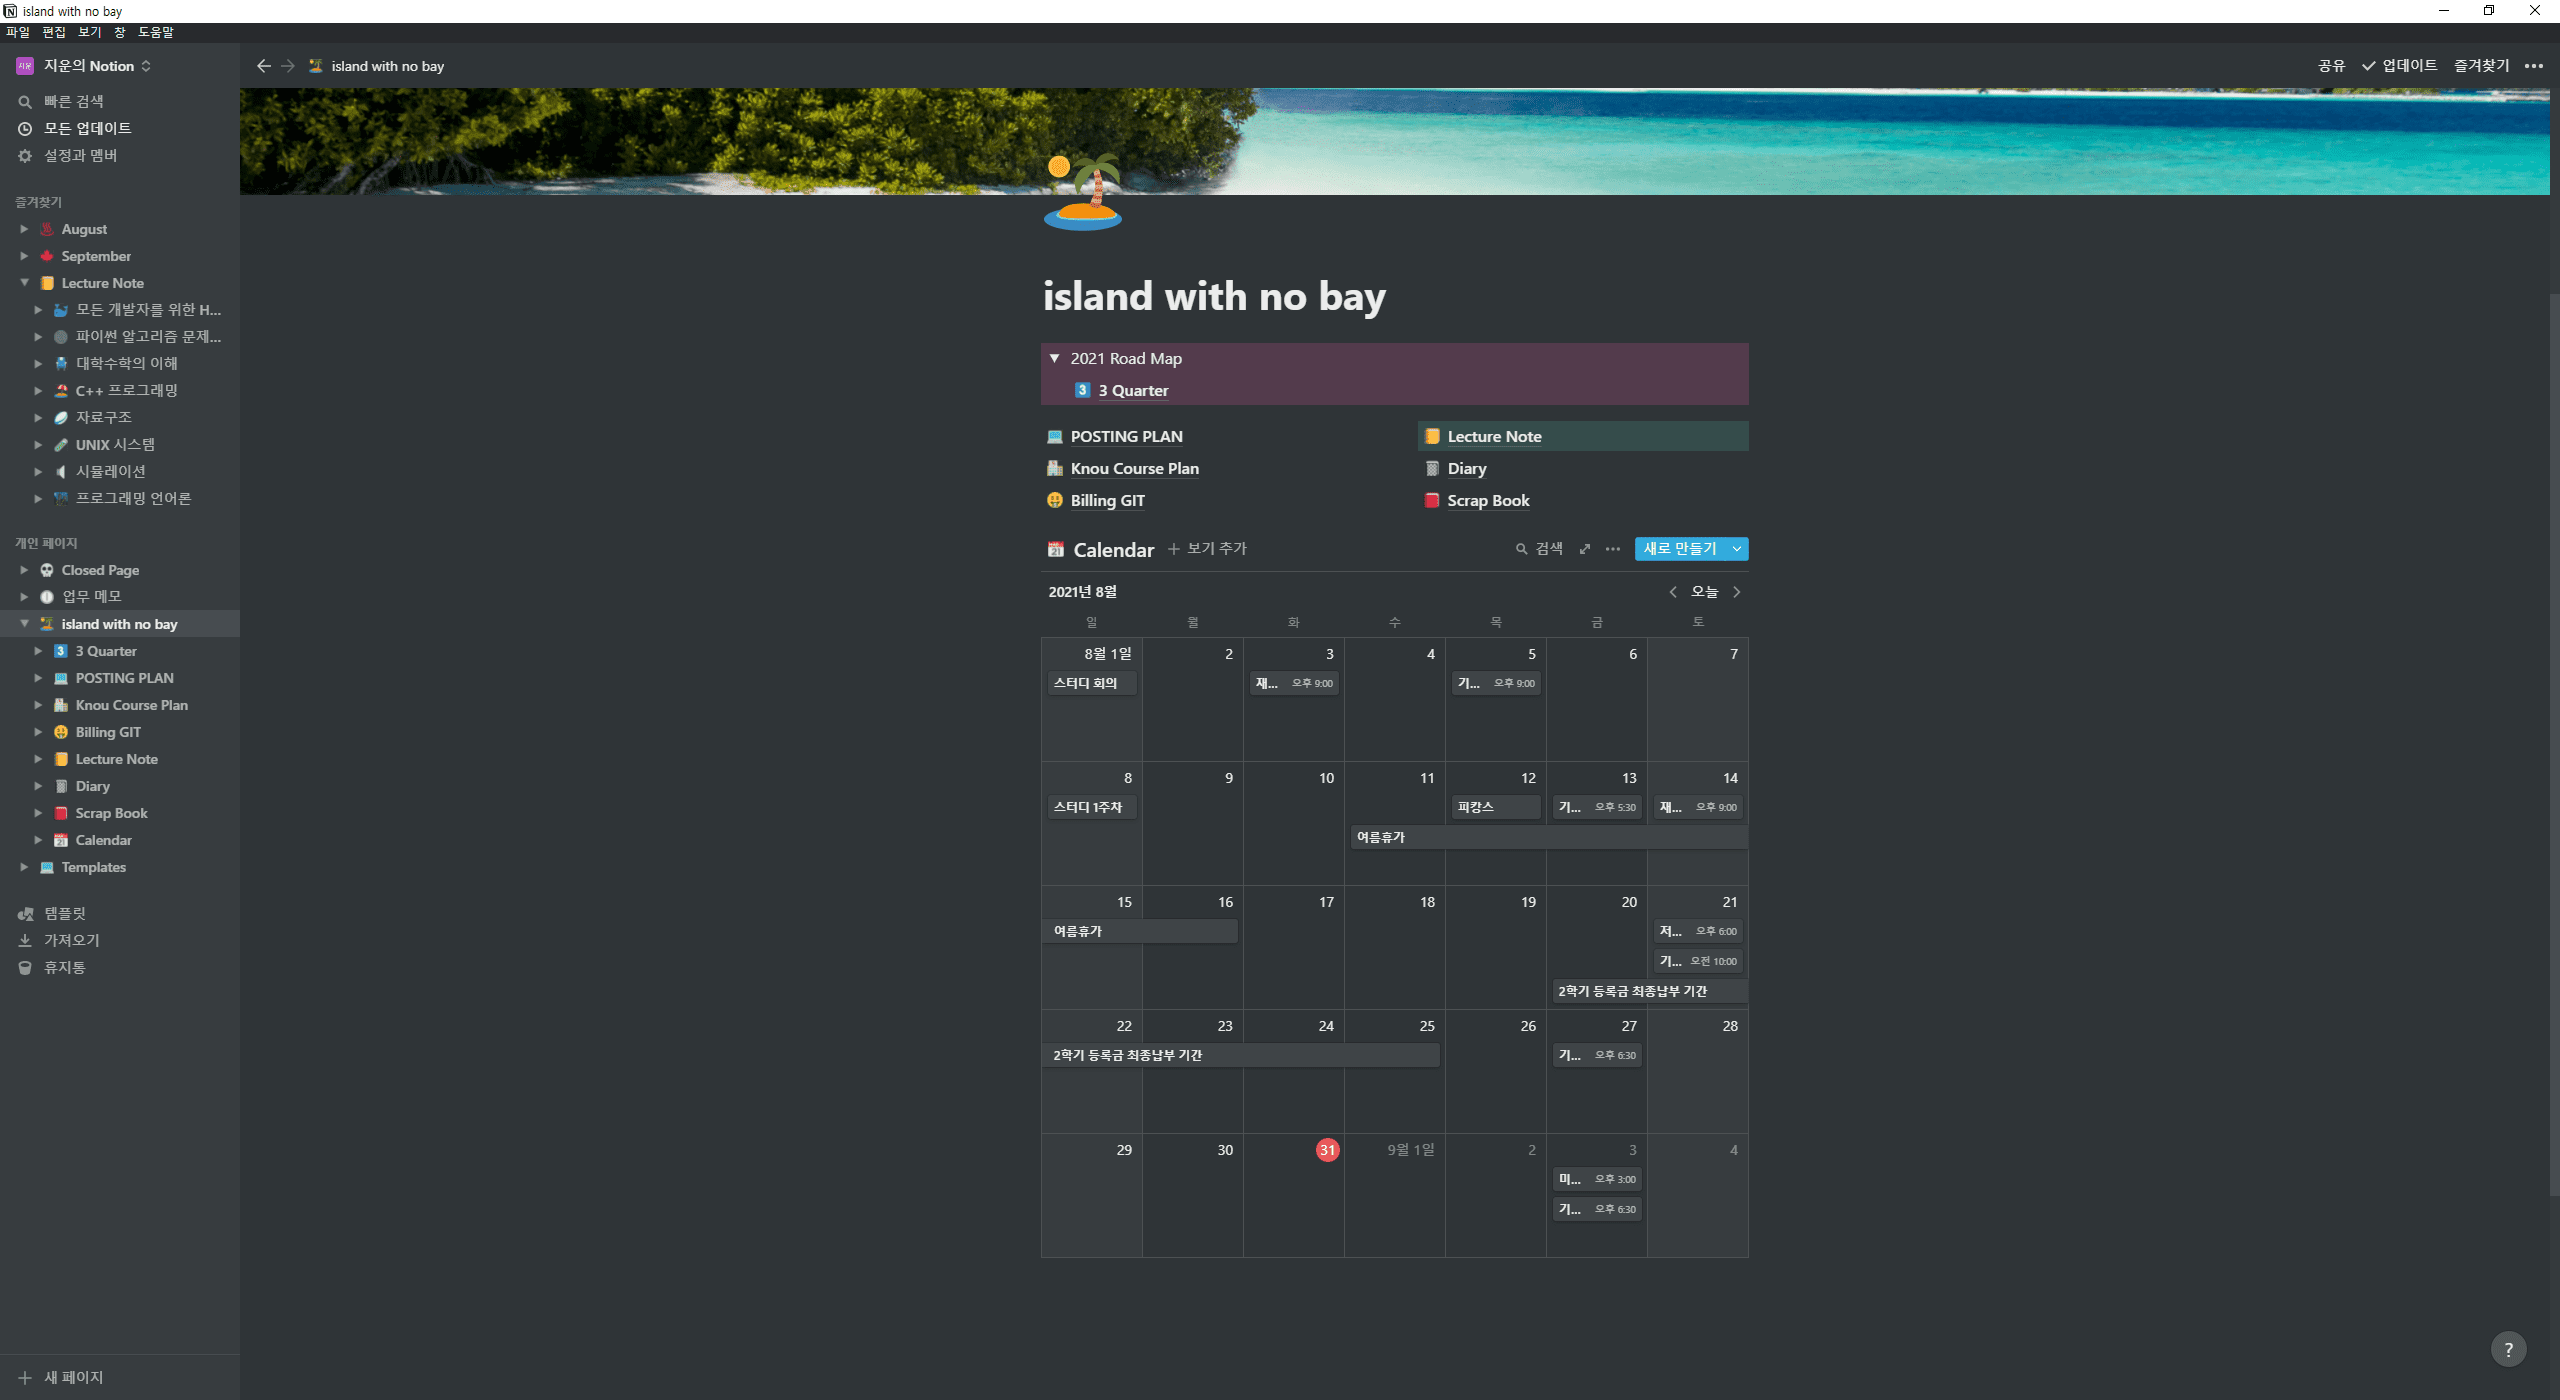 island with no bay
파일 편집 보기 창 도움말
지운의 Notion
island with no bay
공유 업데이트 즐겨찾기
빠른 검색
모든 업데이트
설정과 멤버
즐겨찾기
August
September
Lecture Note
모든 개발자를 위한 H...
파이썬 알고리즘 문제...
대학수학의 이해
C++ 프로그래밍
자료구조
UNIX 시스템
시뮬레이션
프로그래밍 언어론
개인 페이지
Closed Page
업무 메모
island with no bay
3 Quarter
POSTING PLAN
Knou Course Plan
Billing GIT
Lecture Note
Diary
Scrap Book
Calendar
Templates
템플릿
가져오기
휴지통
새 페이지
island with no bay
2021 Road Map
3 3 Quarter
POSTING PLAN
Lecture Note
Knou Course Plan
Diary
Billing GIT
Scrap Book
Calendar 보기 추가 검색 새로 만들기
2021년 8월 오늘
일 월 화 수 목 금 토
8월 1일 2 3 4 5 6 7
스터디 회의 재... 오후 9:00 기... 오후 9:00
8 9 10 11 12 13 14
스터디 1주차 피캉스 기... 오후 5:30 재... 오후 9:00
여름휴가
15 16 17 18 19 20 21
여름휴가 저... 오후 6:00
기... 오전 10:00
2학기 등록금 최종납부 기간
22 23 24 25 26 27 28
2학기 등록금 최종납부 기간 기... 오후 6:30
29 30 31 9월 1일 2 3 4
미... 오후 3:00
기... 오후 6:30
?